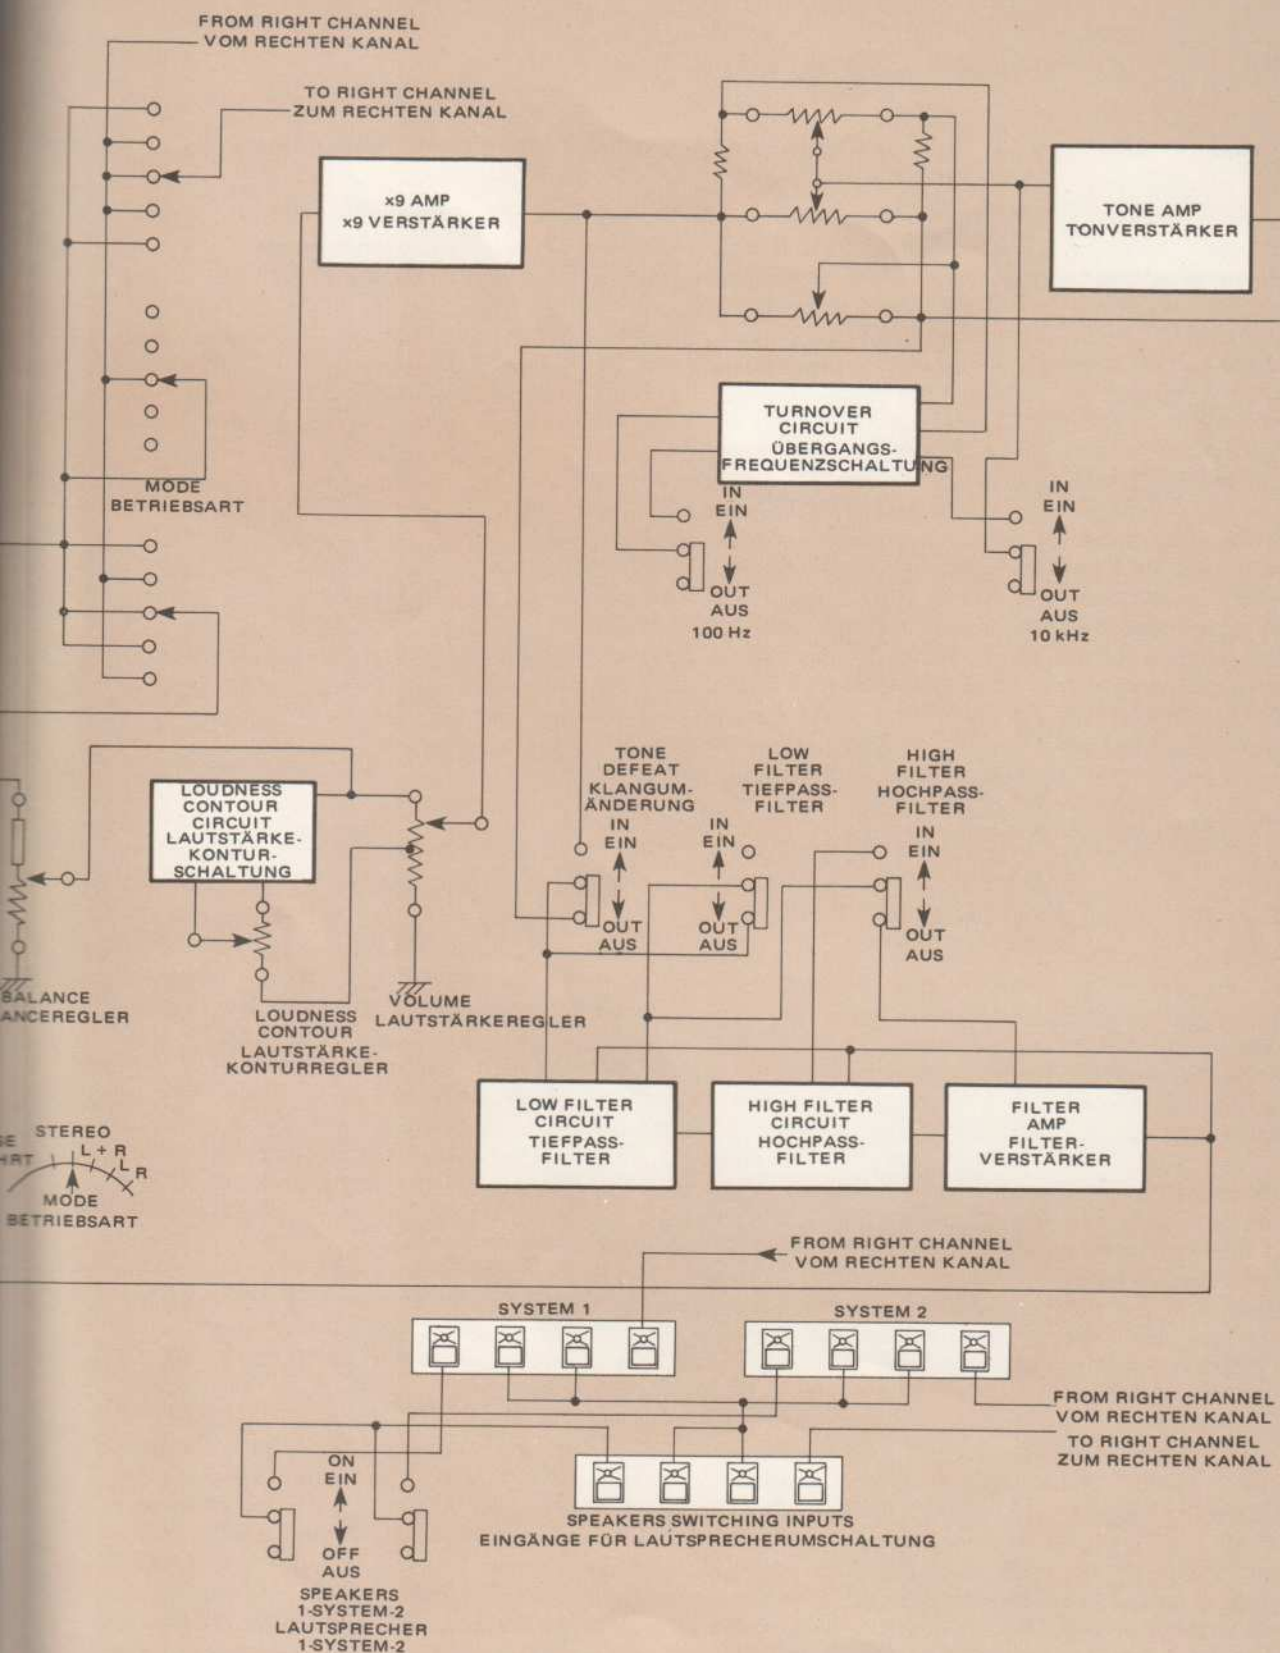 FROM RIGHT CHANNEL
VOM RECHTEN KANAL
TO RIGHT CHANNEL
ZUM RECHTEN KANAL
x9 AMP
x9 VERSTÄRKER
TONE AMP
TONVERSTÄRKER
TURNOVER
CIRCUIT
ÜBERGANGS-
FREQUENZSCHALTUNG
MODE
BETRIEBSART
IN
EIN
OUT
AUS
100 Hz
IN
EIN
OUT
AUS
10 kHz
TONE
DEFEAT
KLANGUM-
ÄNDERUNG
IN
EIN
OUT
AUS
LOW
FILTER
TIEFPASS-
FILTER
IN
EIN
OUT
AUS
HIGH
FILTER
HOCHPASS-
FILTER
IN
EIN
OUT
AUS
LOUDNESS
CONTOUR
CIRCUIT
LAUTSTÄRKE-
KONTUR-
SCHALTUNG
BALANCE
ANCEREGLER
LOUDNESS
CONTOUR
LAUTSTÄRKE-
KONTURREGLER
VOLUME
LAUTSTÄRKEREGLER
LOW FILTER
CIRCUIT
TIEFPASS-
FILTER
HIGH FILTER
CIRCUIT
HOCHPASS-
FILTER
FILTER
AMP
FILTER-
VERSTÄRKER
STEREO
L + R
L
R
MODE
BETRIEBSART
FROM RIGHT CHANNEL
VOM RECHTEN KANAL
SYSTEM 1
SYSTEM 2
FROM RIGHT CHANNEL
VOM RECHTEN KANAL
TO RIGHT CHANNEL
ZUM RECHTEN KANAL
ON
EIN
OFF
AUS
SPEAKERS
1-SYSTEM-2
LAUTSPRECHER
1-SYSTEM-2
SPEAKERS SWITCHING INPUTS
EINGÄNGE FÜR LAUTSPRECHERUMSCHALTUNG